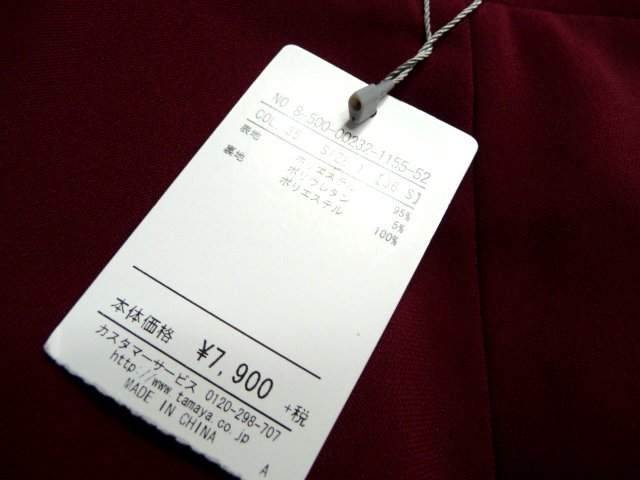 NO 8-500-00232-1155-52
COL. 36 SIZE 1 [36 S]
表地 ポリエステル 95%
ポリウレタン 5%
裏地 ポリエステル 100%
本体価格 ¥7,900 +税
カスタマーサービス 0120-298-707
http://www.tamaya.co.jp
MADE IN CHINA
A